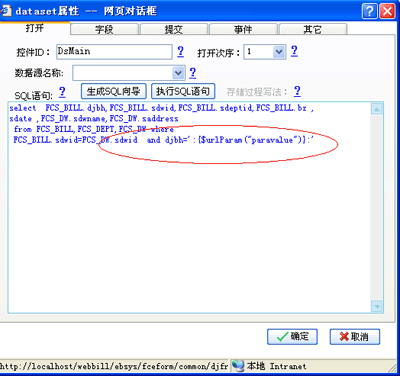 dataset属性 -- 网页对话框
打开 字段 提交 事件 其它
控件ID： DsMain ? 打开次序： 1 ?
数据源名称: ?
SQL语句: ? 生成SQL向导 执行SQL语句 存储过程写法： ?
select FCS_BILL.djbh,FCS_BILL.sdwid,FCS_BILL.sdeptid,FCS_BILL.br ,
sdate ,FCS_DW.sdwname,FCS_DW.saddress
from FCS_BILL,FCS_DEPT,FCS_DW where
FCS_BILL.sdwid=FCS_DW.sdwid and djbh=':{$urlParam("paravalue")}:'
确定 取消
http://localhost/webbill/ebsys/fceform/common/djfr 本地 Intranet